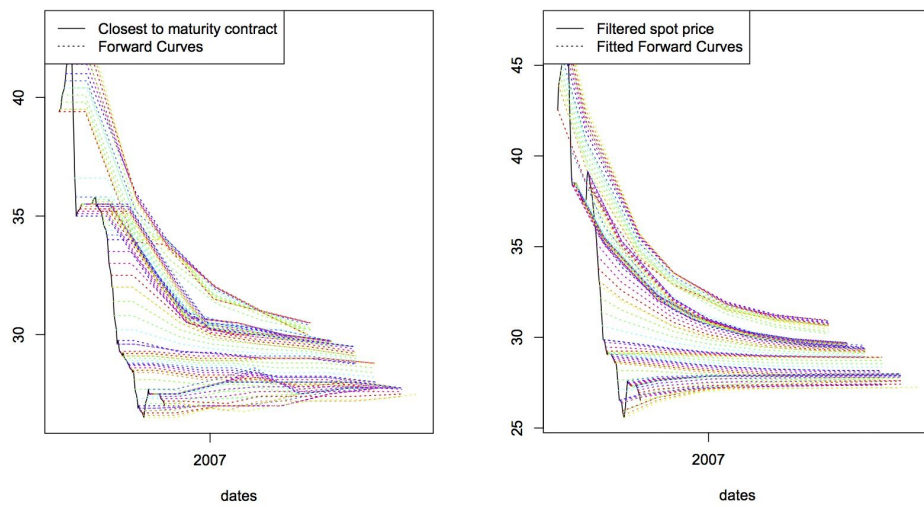 Closest to maturity contract
Forward Curves
40
35
30
2007
dates
Filtered spot price
Fitted Forward Curves
45
40
35
30
25
2007
dates